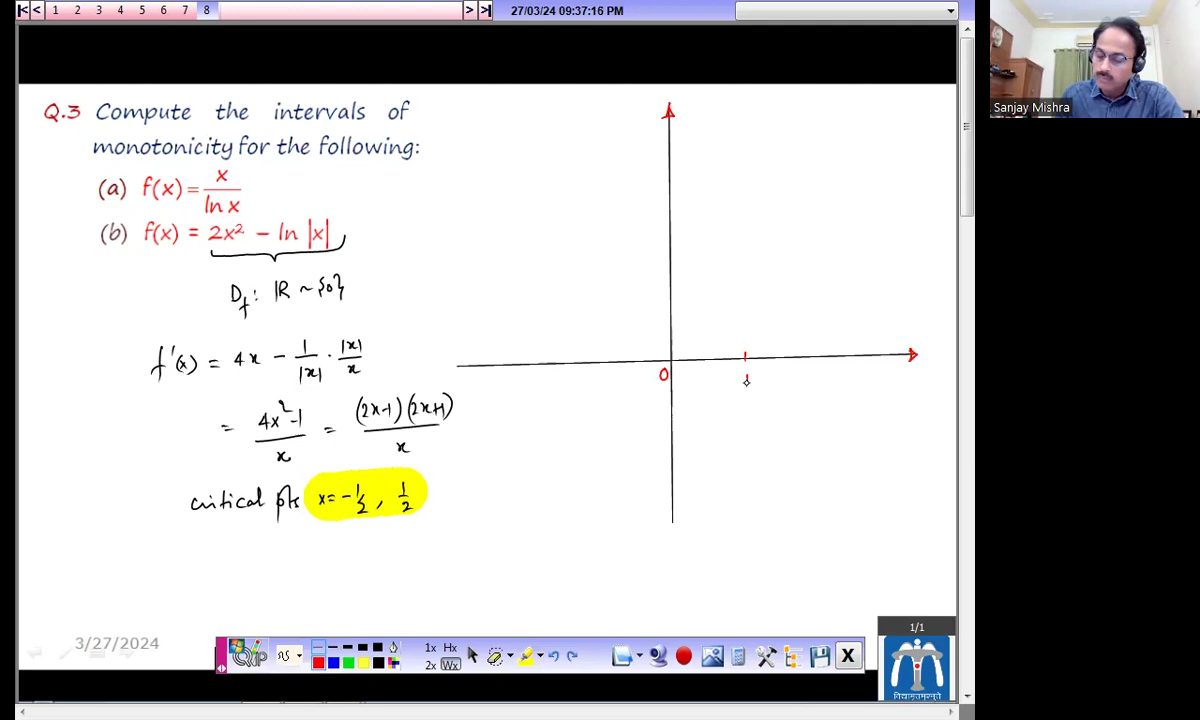 1 2 3 4 5 6 7 8
27/03/24 09:37:16 PM
Sanjay Mishra
Q.3 Compute the intervals of
monotonicity for the following:
(a) f(x) = x / ln x
(b) f(x) = 2x² − ln |x|
D_f : ℝ ~ {0}
f'(x) = 4x − 1/|x| · |x|/x
= (4x² − 1)/x = (2x−1)(2x+1)/x
critical pts x = −1/2, 1/2
0
1
3/27/2024
1x Hx
2x Wx
X
1/1